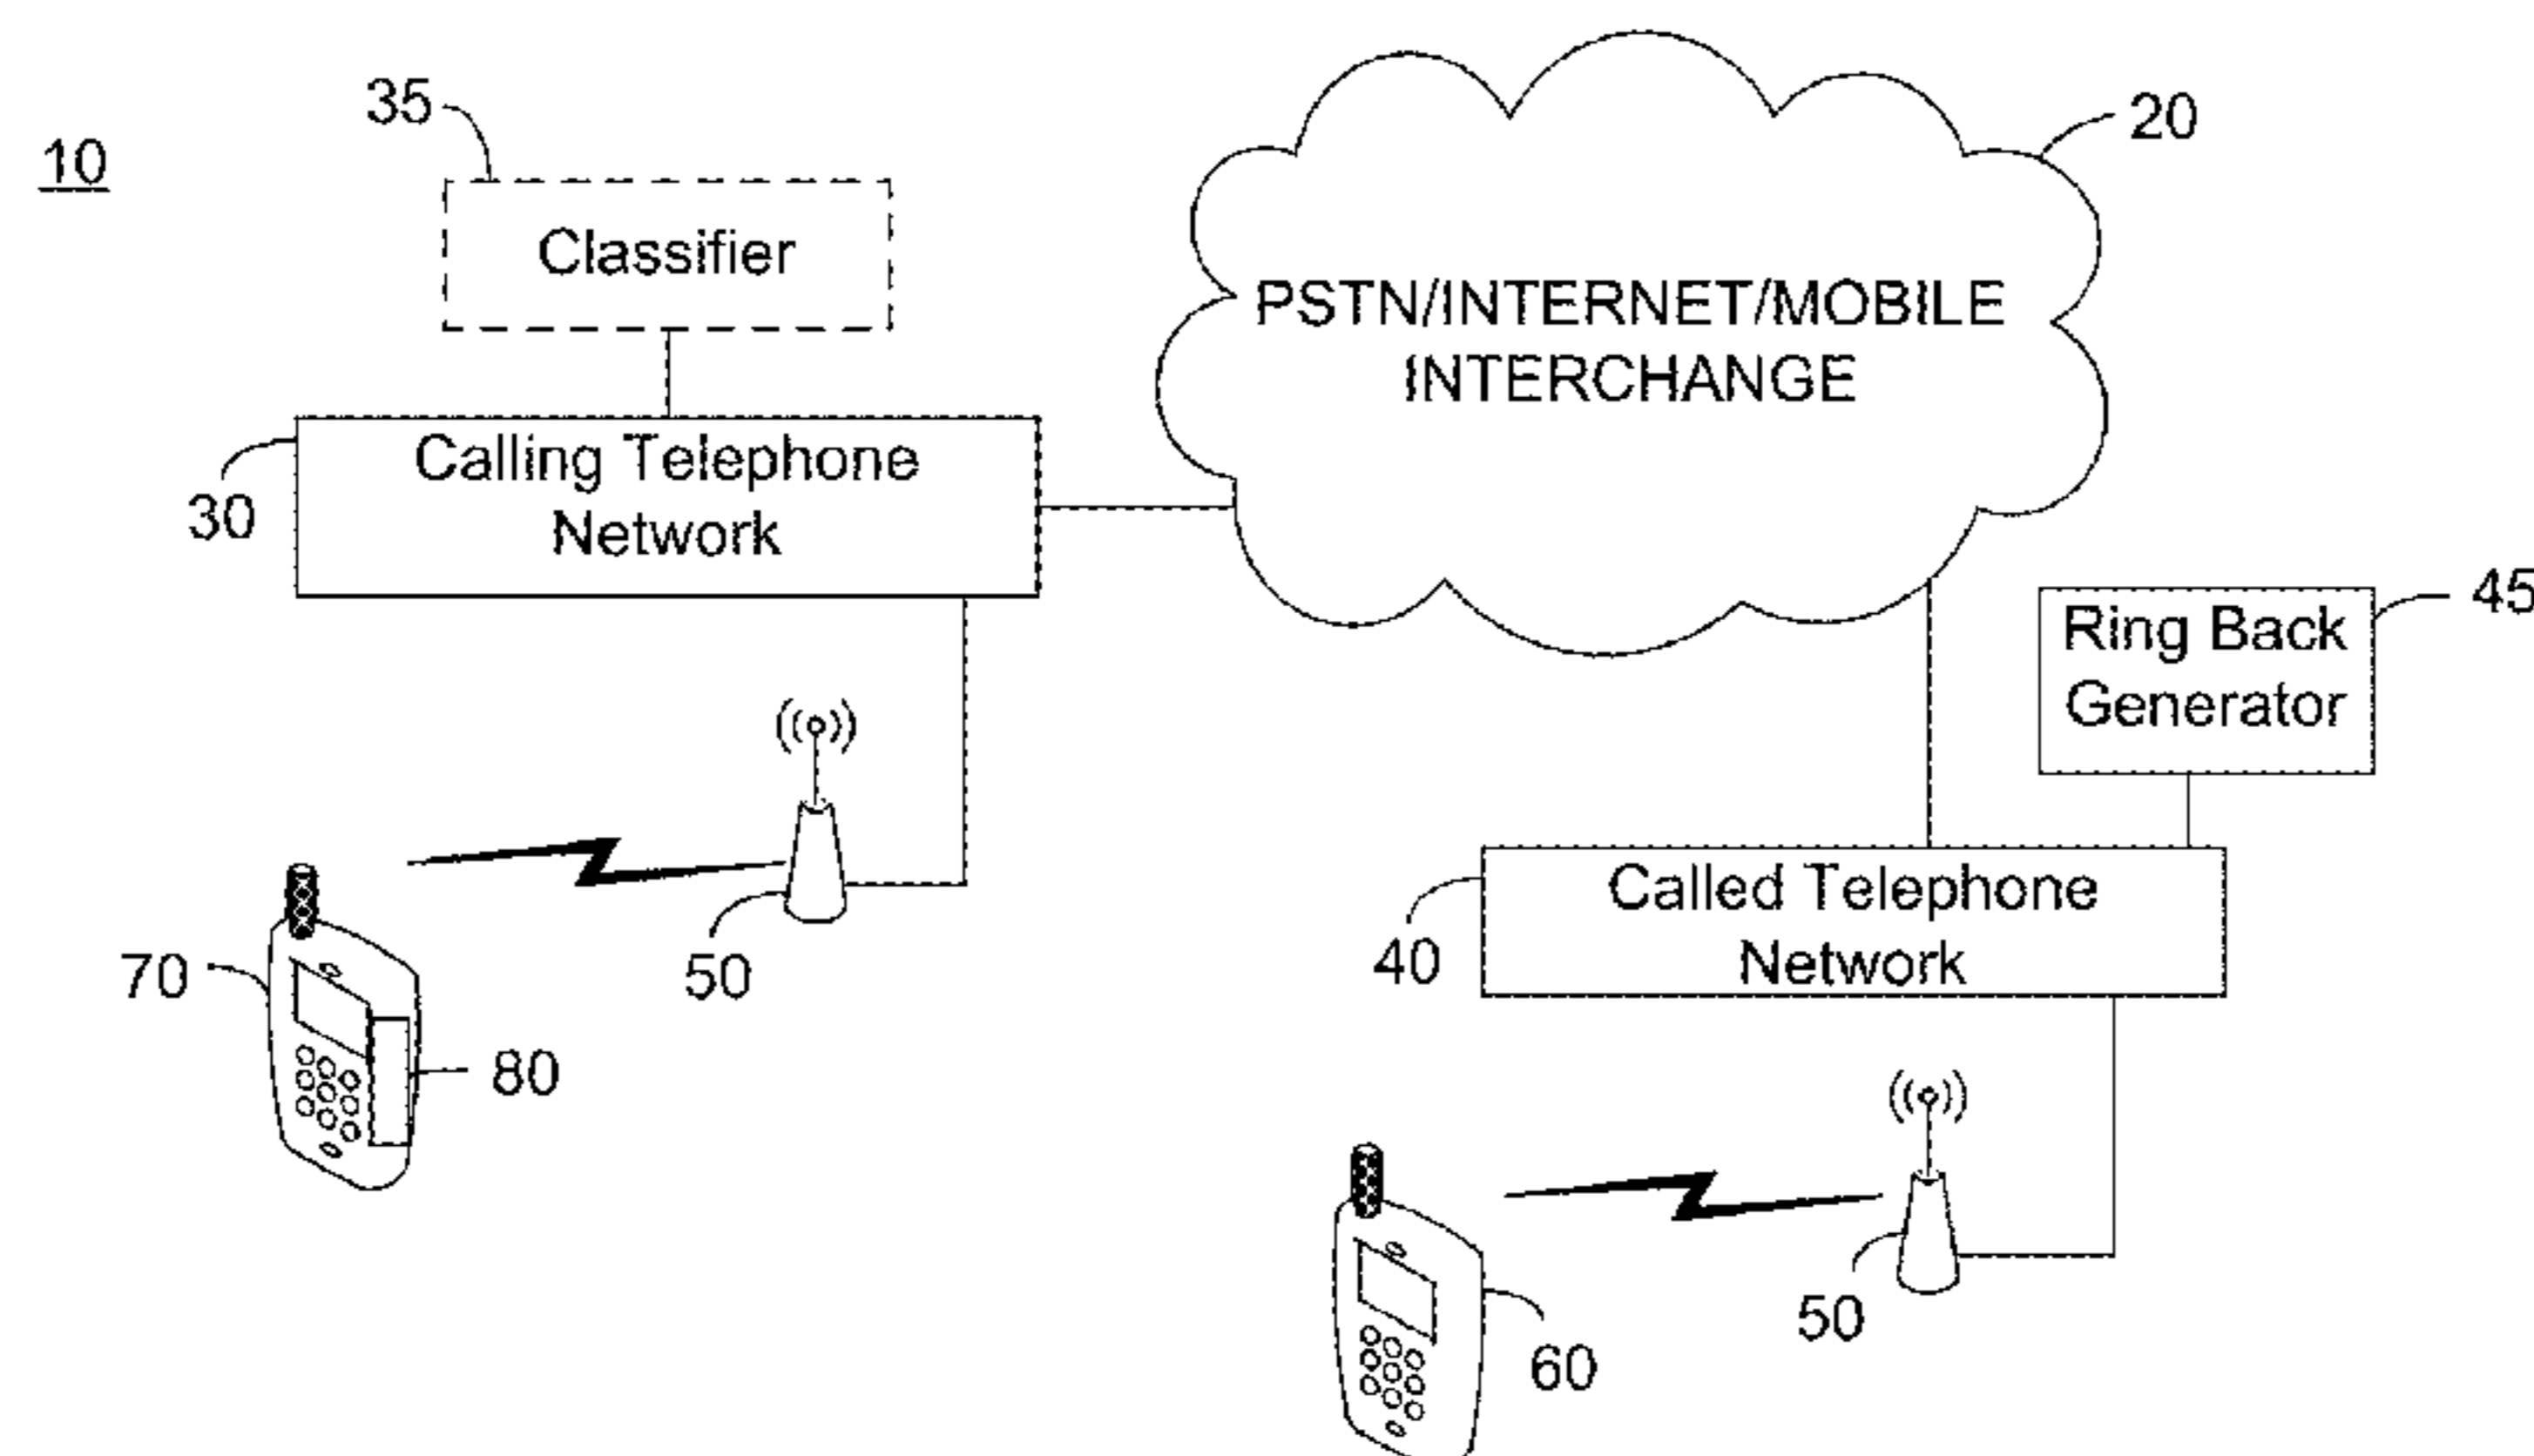 10
35
Classifier
20
PSTN/INTERNET/MOBILE
INTERCHANGE
Calling Telephone
Network
30
45
Ring Back
Generator
50
Called Telephone
Network
40
70
80
50
60